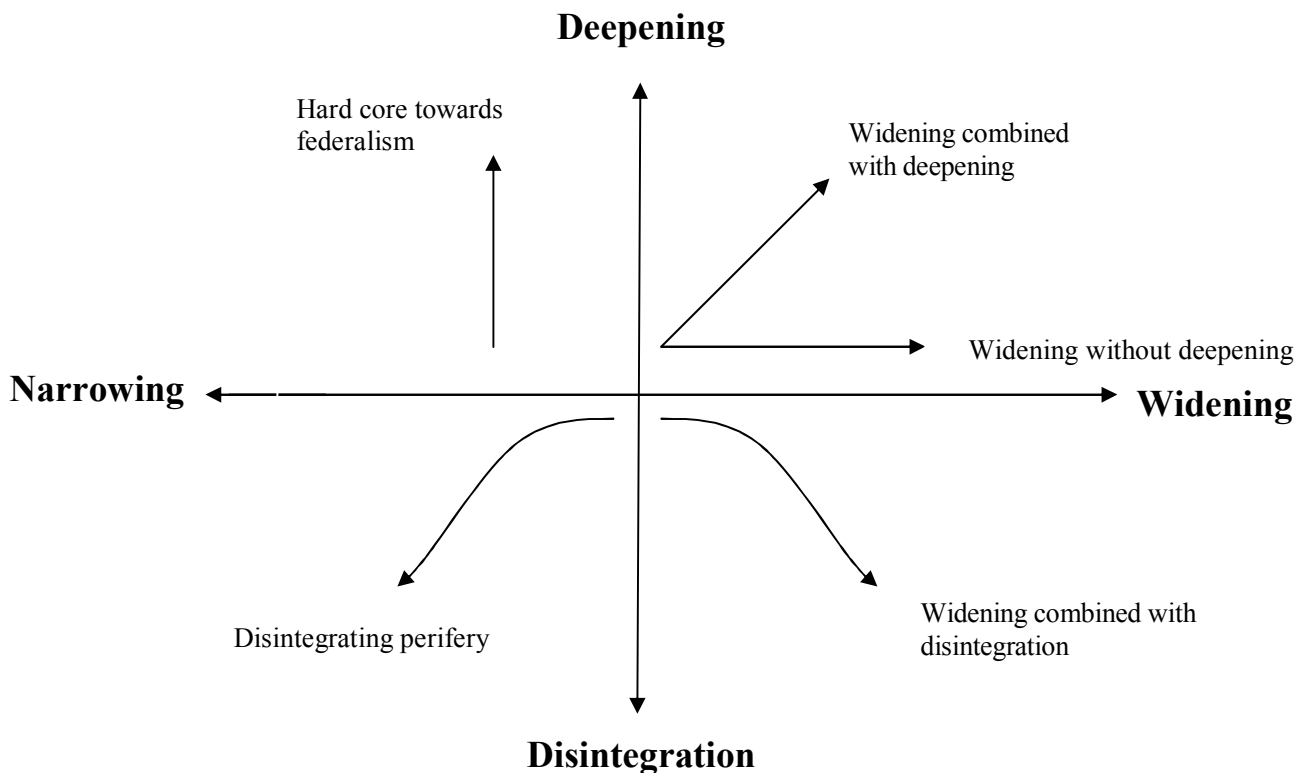 Deepening
Hard core towards
federalism
Widening combined
with deepening
Widening without deepening
Narrowing
Widening
Disintegrating perifery
Widening combined with
disintegration
Disintegration